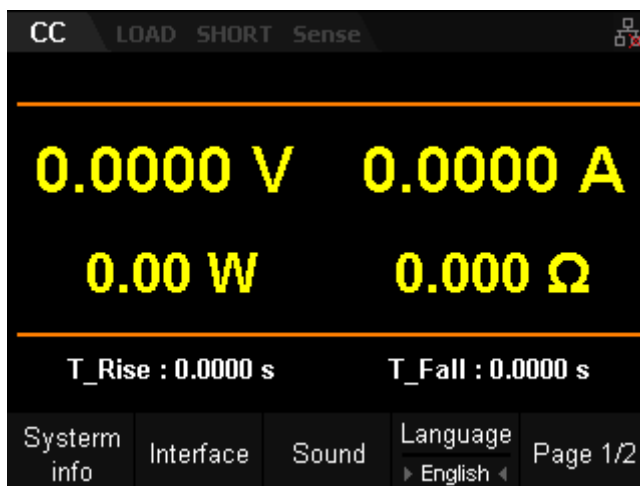 CC LOAD SHORT Sense
0.0000 V 0.0000 A
0.00 W 0.000 Ω
T_Rise : 0.0000 s T_Fall : 0.0000 s
Systerm info
Interface
Sound
Language
English
Page 1/2